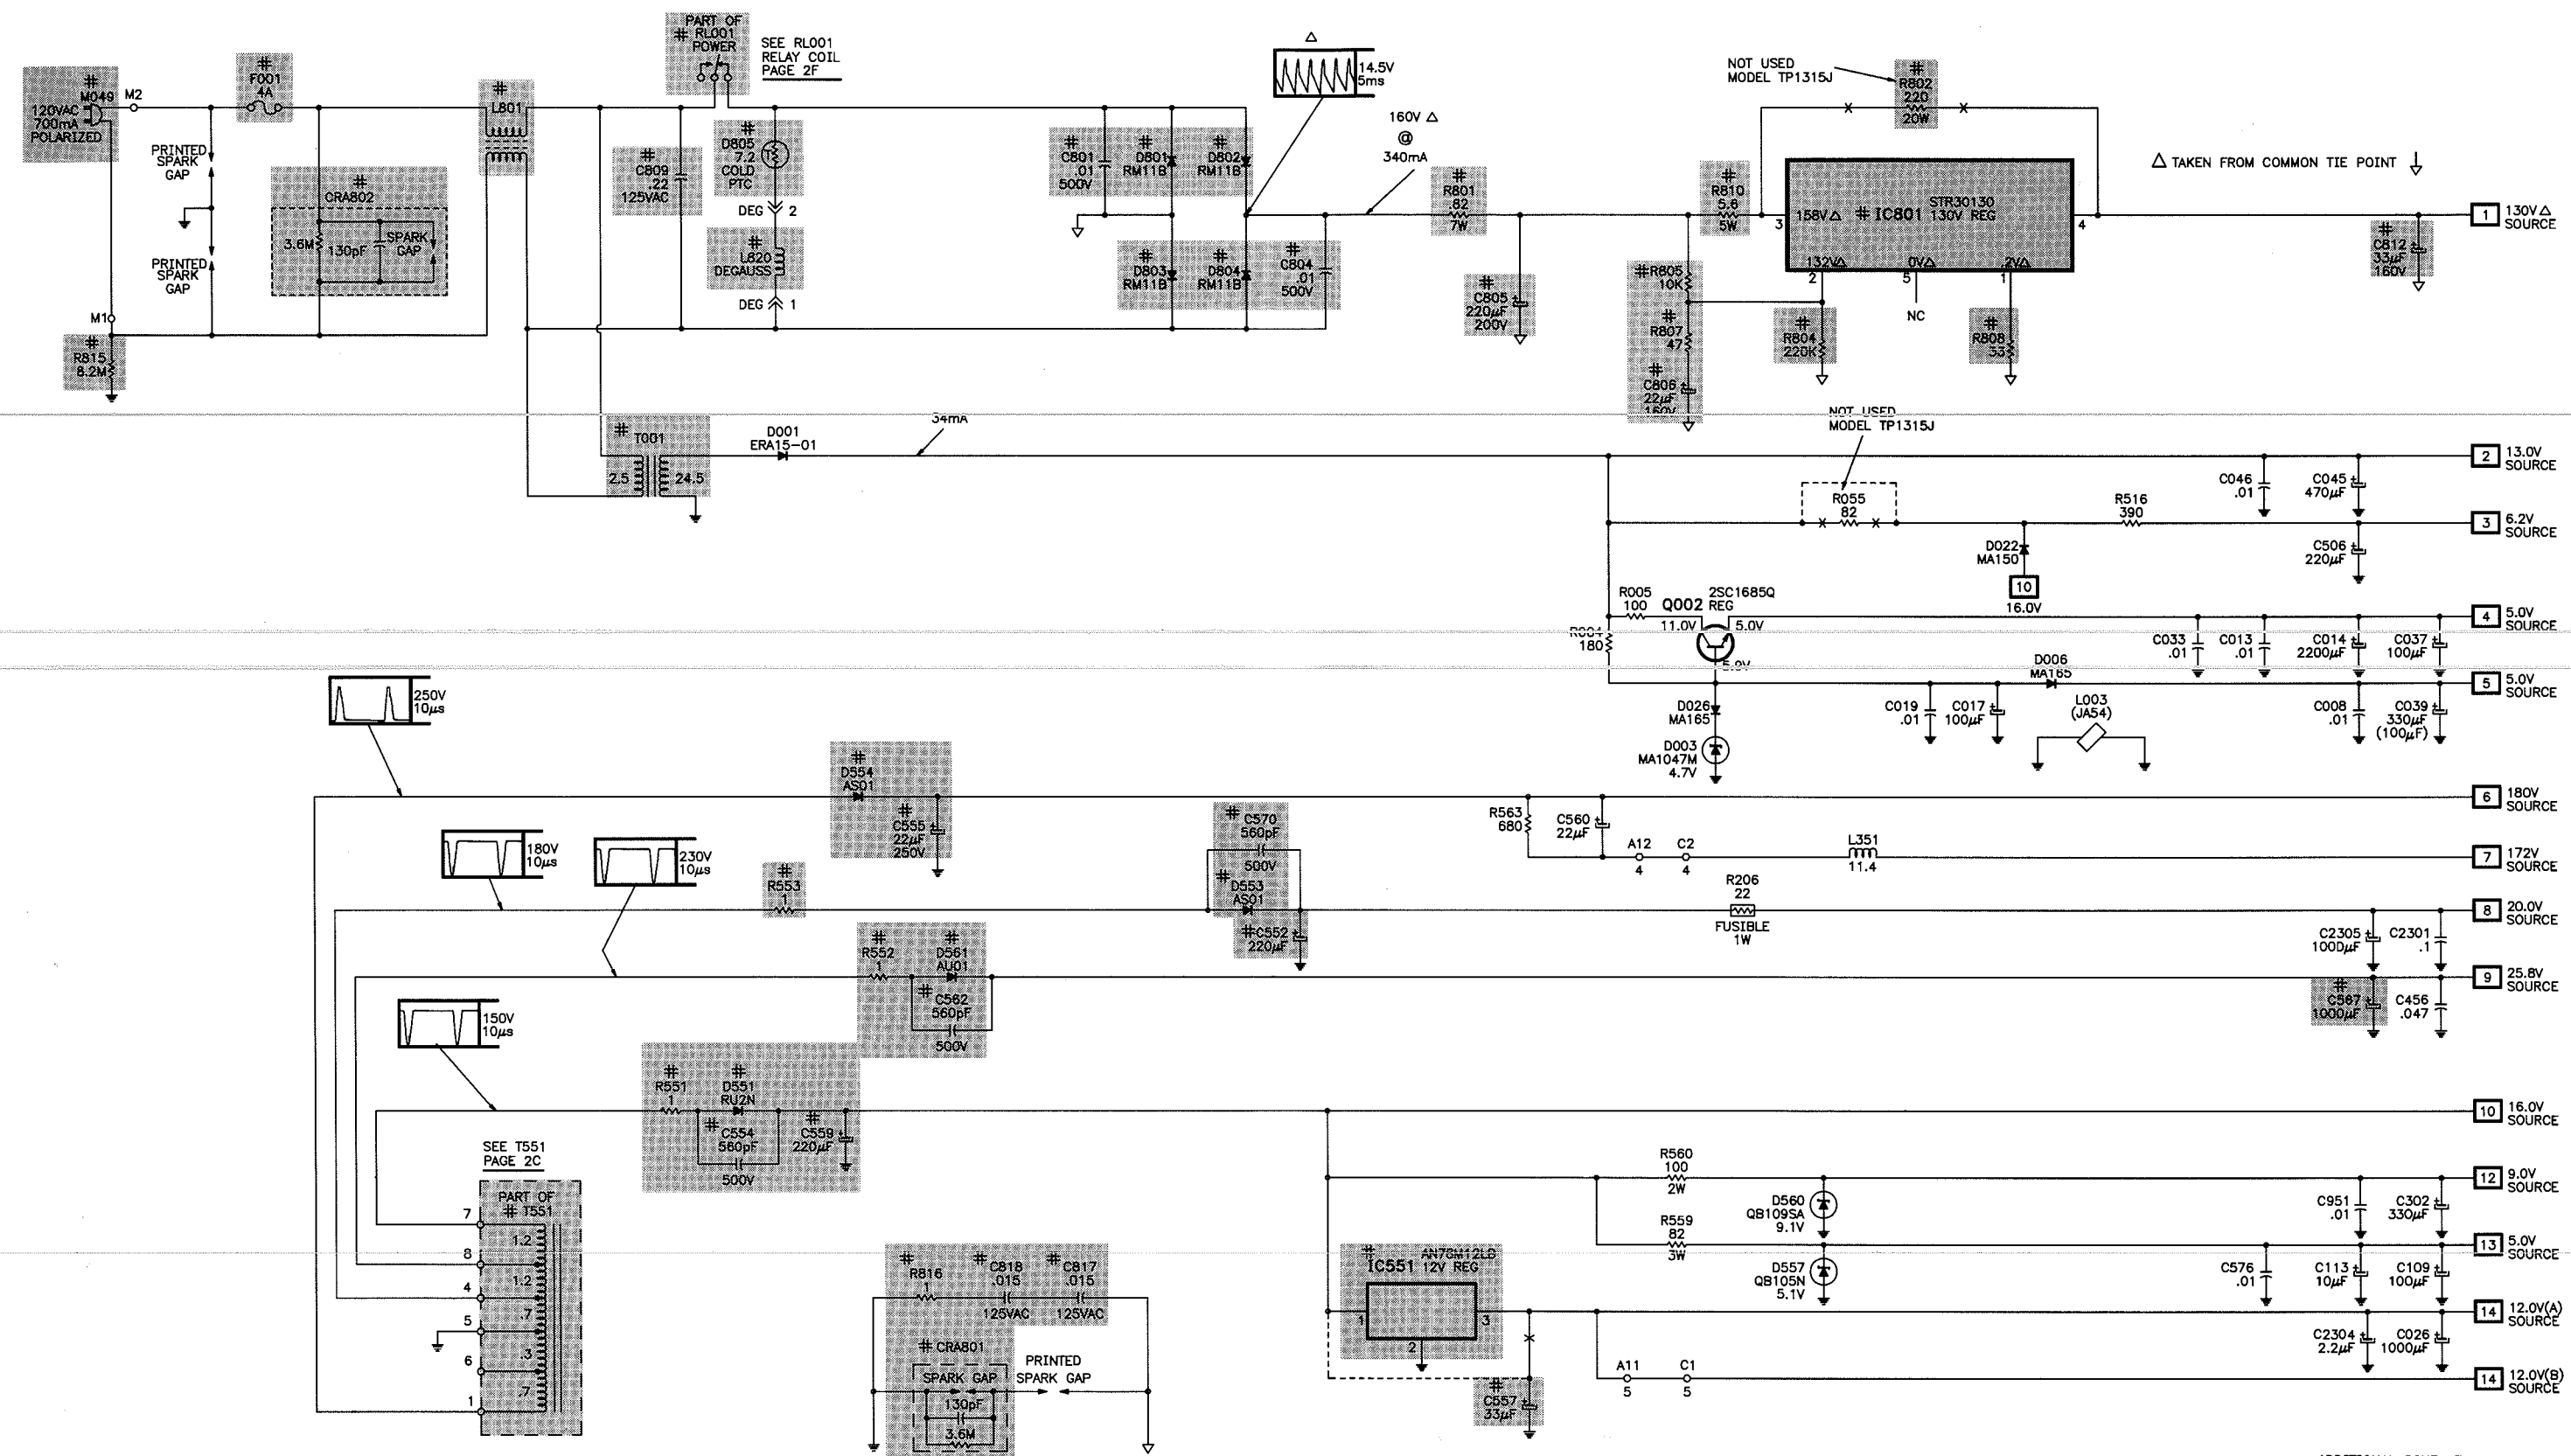 PART OF
# RL001
POWER
SEE RL001
RELAY COIL
PAGE 2F
#
M049
120VAC
700mA
POLARIZED
M2
#
F001
4A
#
L801
PRINTED
SPARK
GAP
PRINTED
SPARK
GAP
#
CRA802
3.6M
130pF
SPARK
GAP
M1
#
R815
8.2M
#
C809
.22
125VAC
#
D805
7.2
COLD
PTC
T
DEG 2
#
L820
DEGAUSS
DEG 1
#
C801
.01
500V
#
D801
RM11B
#
D802
RM11B
#
D803
RM11B
#
D804
RM11B
#
C804
.01
500V
△
14.5V
5ms
160V △
@
340mA
#
R801
.82
7W
#
C805
220µF
200V
NOT USED
MODEL TP1315J
#
R802
220
20W
#
R810
5.6
5W
STR30130
# IC801 130V REG
158V△
3
4
132V△
2
0V△
5
.2V△
1
NC
#R805
10K
#
R807
47
#
C806
22µF
160V
#
R804
220K
#
R808
33
△ TAKEN FROM COMMON TIE POINT
#
C812
33µF
160V
1 130V△
SOURCE
# T001
2.5 24.5
D001
ERA15-01
34mA
NOT USED
MODEL TP1315J
R055
82
C046
.01
C045
470µF
2 13.0V
SOURCE
R516
390
D022
MA150
10
16.0V
C506
220µF
3 6.2V
SOURCE
R005
100
Q002
2SC1685Q
REG
11.0V
5.0V
180
C033
.01
C013
.01
C014
2200µF
C037
100µF
4 5.0V
SOURCE
D006
MA165
D026
MA165
D003
MA1047M
4.7V
C019
.01
C017
100µF
L003
(JA54)
C008
.01
C039
330µF
(100µF)
5 5.0V
SOURCE
250V
10µs
#
D554
AS01
#
C555
22µF
250V
R563
680
C560
22µF
6 180V
SOURCE
A12
4
C2
4
L351
11.4
7 172V
SOURCE
180V
10µs
230V
10µs
#
R553
1
#
C570
560pF
500V
#
D553
AS01
#C552
220µF
R206
22
FUSIBLE
1W
C2305
1000µF
C2301
.1
8 20.0V
SOURCE
#
R552
1
#
D561
AU01
#
C562
560pF
500V
#
C567
1000µF
C456
.047
9 25.8V
SOURCE
150V
10µs
#
R551
1
#
D551
RU2N
#
C554
560pF
500V
#
C559
220µF
10 16.0V
SOURCE
SEE T551
PAGE 2C
PART OF
# T551
7
1.2
8
1.2
4
.7
5
.3
6
.7
1
R560
100
2W
D560
QB109SA
9.1V
C951
.01
C302
330µF
12 9.0V
SOURCE
R559
82
3W
D557
QB105N
5.1V
C576
.01
C113
10µF
C109
100µF
13 5.0V
SOURCE
#
R816
1
#
C818
.015
125VAC
#
C817
.015
125VAC
# CRA801
SPARK GAP
130pF
3.6M
PRINTED
SPARK GAP
# AN78M12LB
IC551 12V REG
1
2
3
#
C557
33µF
C2304
2.2µF
C026
1000µF
14 12.0V(A)
SOURCE
A11
5
C1
5
14 12.0V(B)
SOURCE